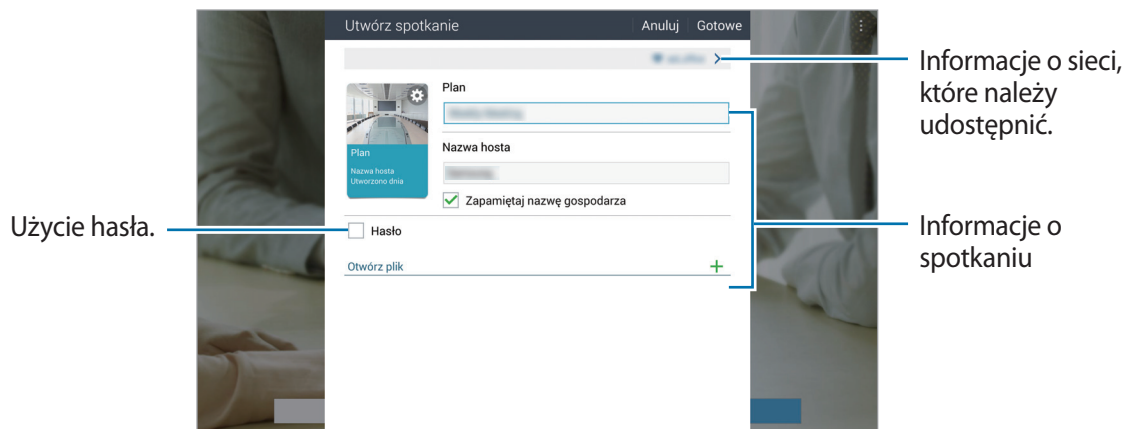 Utwórz spotkanie Anuluj Gotowe
Informacje o sieci,
które należy
udostępnić.
Plan
Nazwa hosta
Plan
Nazwa hosta
Utworzono dnia
Zapamiętaj nazwę gospodarza
Użycie hasła.
Hasło
Informacje o
spotkaniu
Otwórz plik